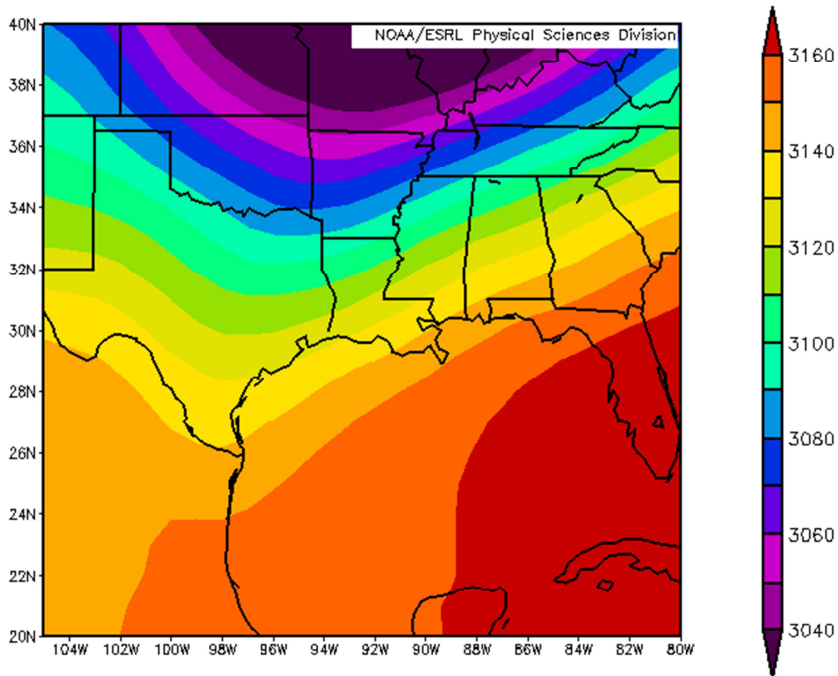 NOAA/ESRL Physical Sciences Division
40N
38N
36N
34N
32N
30N
28N
26N
24N
22N
20N
104W 102W 100W 98W 96W 94W 92W 90W 88W 86W 84W 82W 80W
3160
3140
3120
3100
3080
3060
3040